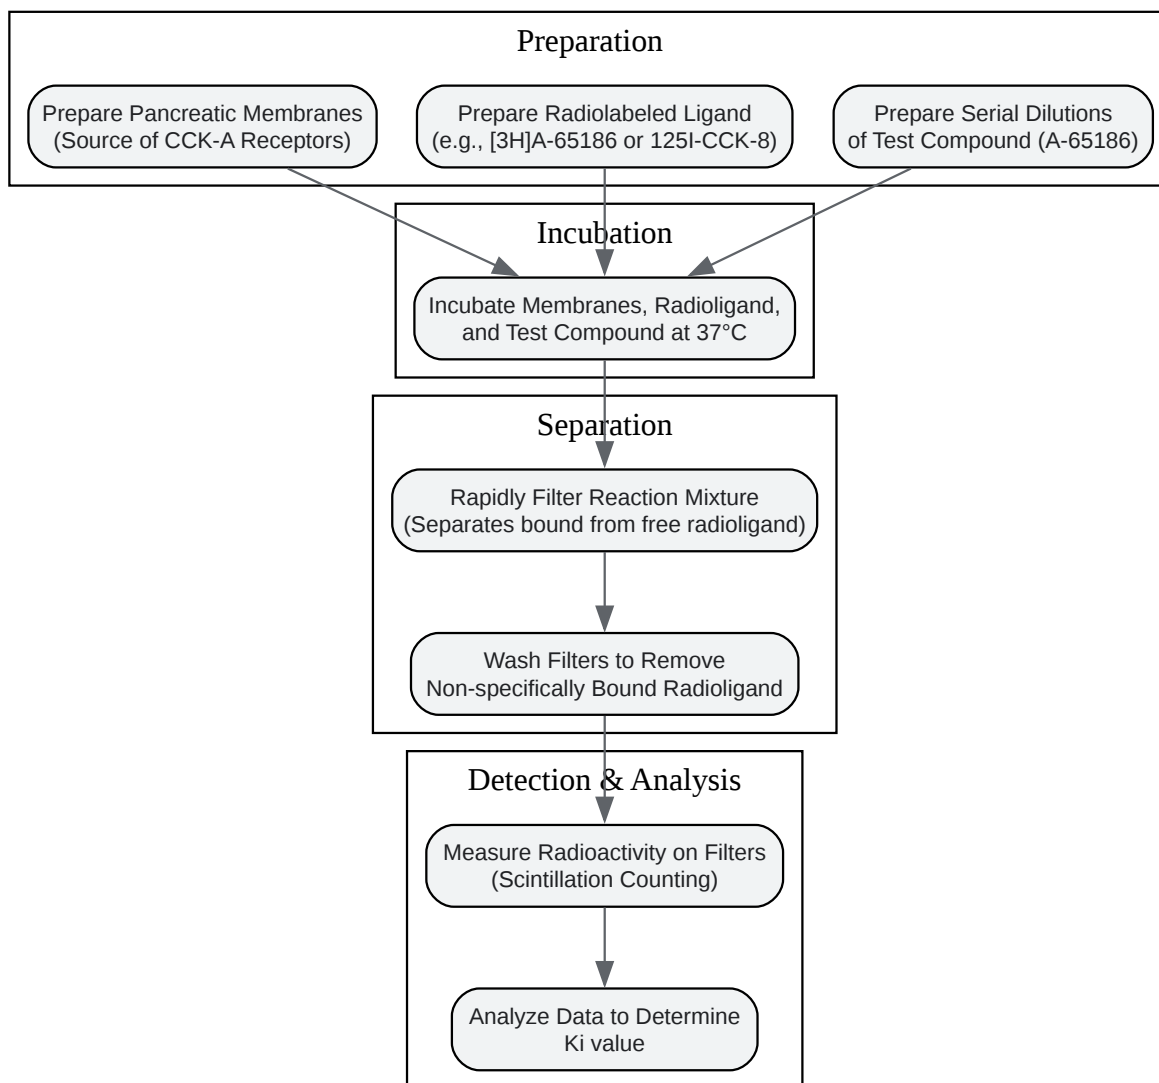 Preparation
Prepare Pancreatic Membranes
(Source of CCK-A Receptors)
Prepare Radiolabeled Ligand
(e.g., [3H]A-65186 or 125I-CCK-8)
Prepare Serial Dilutions
of Test Compound (A-65186)
Incubation
Incubate Membranes, Radioligand,
and Test Compound at 37°C
Separation
Rapidly Filter Reaction Mixture
(Separates bound from free radioligand)
Wash Filters to Remove
Non-specifically Bound Radioligand
Detection & Analysis
Measure Radioactivity on Filters
(Scintillation Counting)
Analyze Data to Determine
Ki value